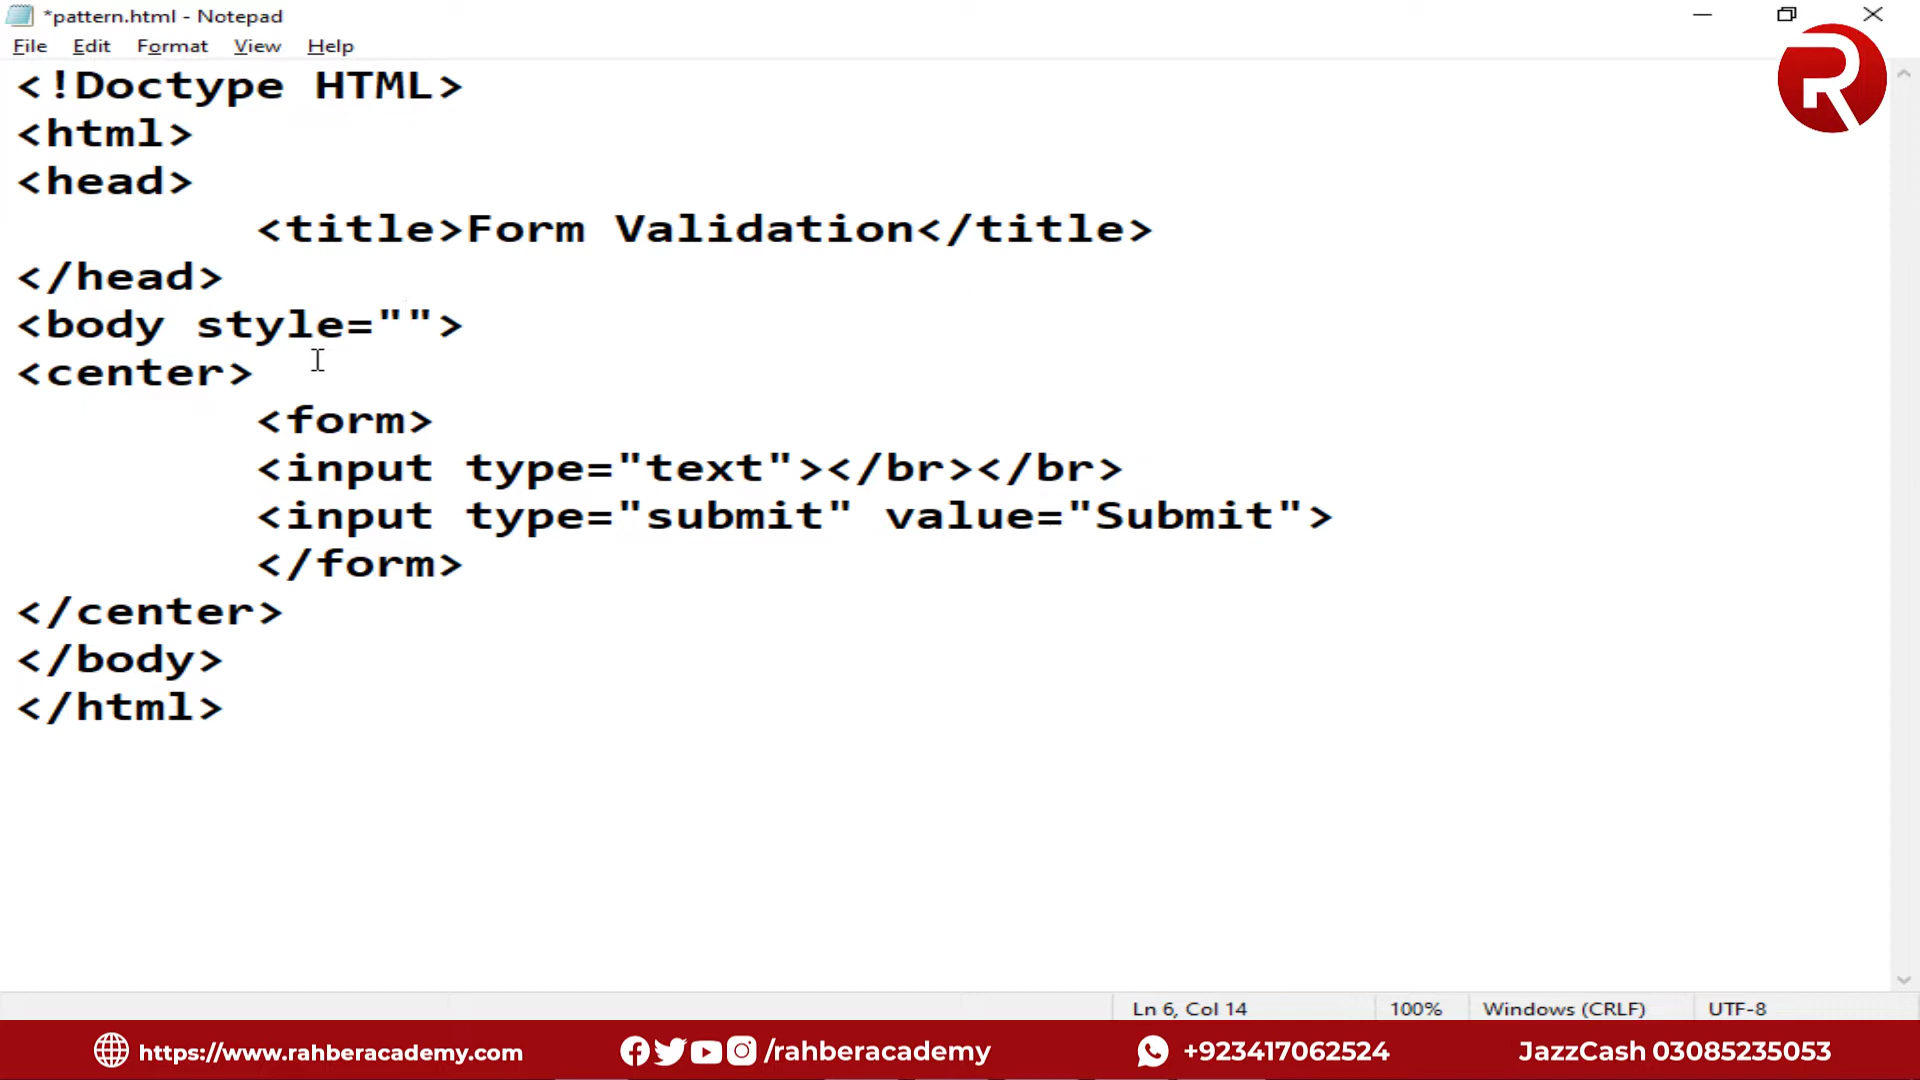 *pattern.html - Notepad
File Edit Format View Help
<!Doctype HTML>
<html>
<head>
<title>Form Validation</title>
</head>
<body style="">
<center>
<form>
<input type="text"></br></br>
<input type="submit" value="Submit">
</form>
</center>
</body>
</html>
Ln 6, Col 14 100% Windows (CRLF) UTF-8
https://www.rahberacademy.com /rahberacademy +923417062524 JazzCash 03085235053
R